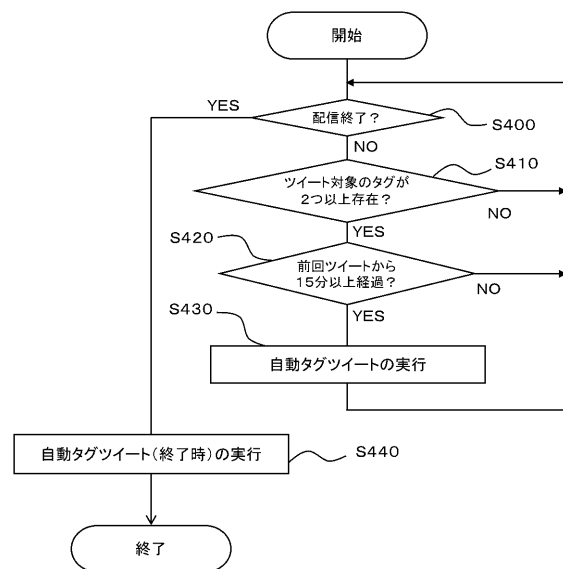 開始
YES
配信終了？
S400
NO
S410
ツイート対象のタグが
2つ以上存在？
NO
YES
S420
前回ツイートから
15分以上経過？
NO
YES
S430
自動タグツイートの実行
自動タグツイート（終了時）の実行
S440
終了